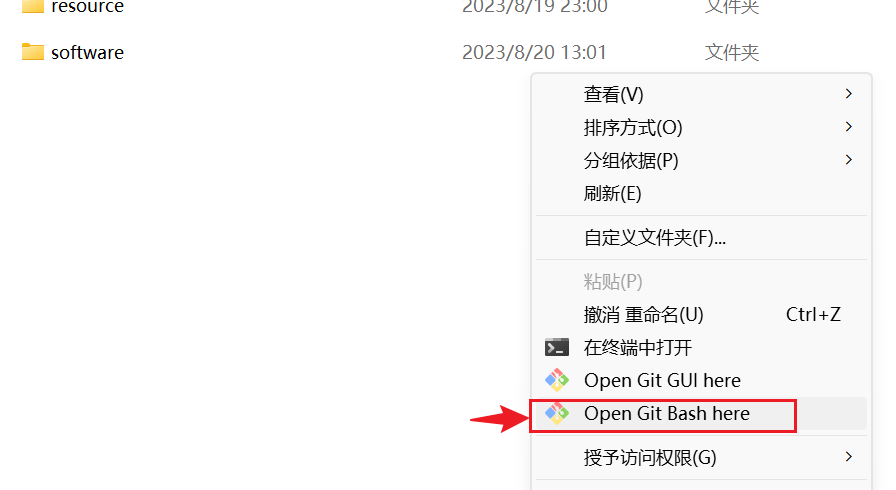 resource 2023/8/19 23:00 文件夹
software 2023/8/20 13:01 文件夹
查看(V)
排序方式(O)
分组依据(P)
刷新(E)
自定义文件夹(F)...
粘贴(P)
撤消 重命名(U) Ctrl+Z
在终端中打开
Open Git GUI here
Open Git Bash here
授予访问权限(G)